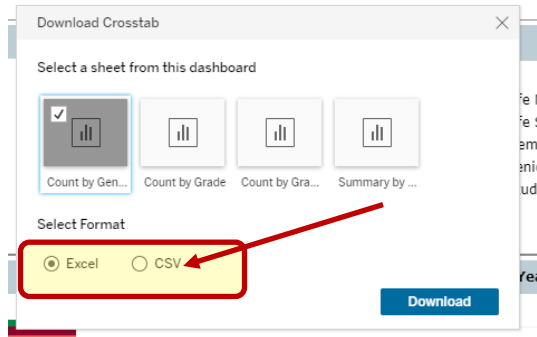 Download Crosstab
Select a sheet from this dashboard
Count by Gen... Count by Grade Count by Gra... Summary by ...
Select Format
Excel CSV
Download